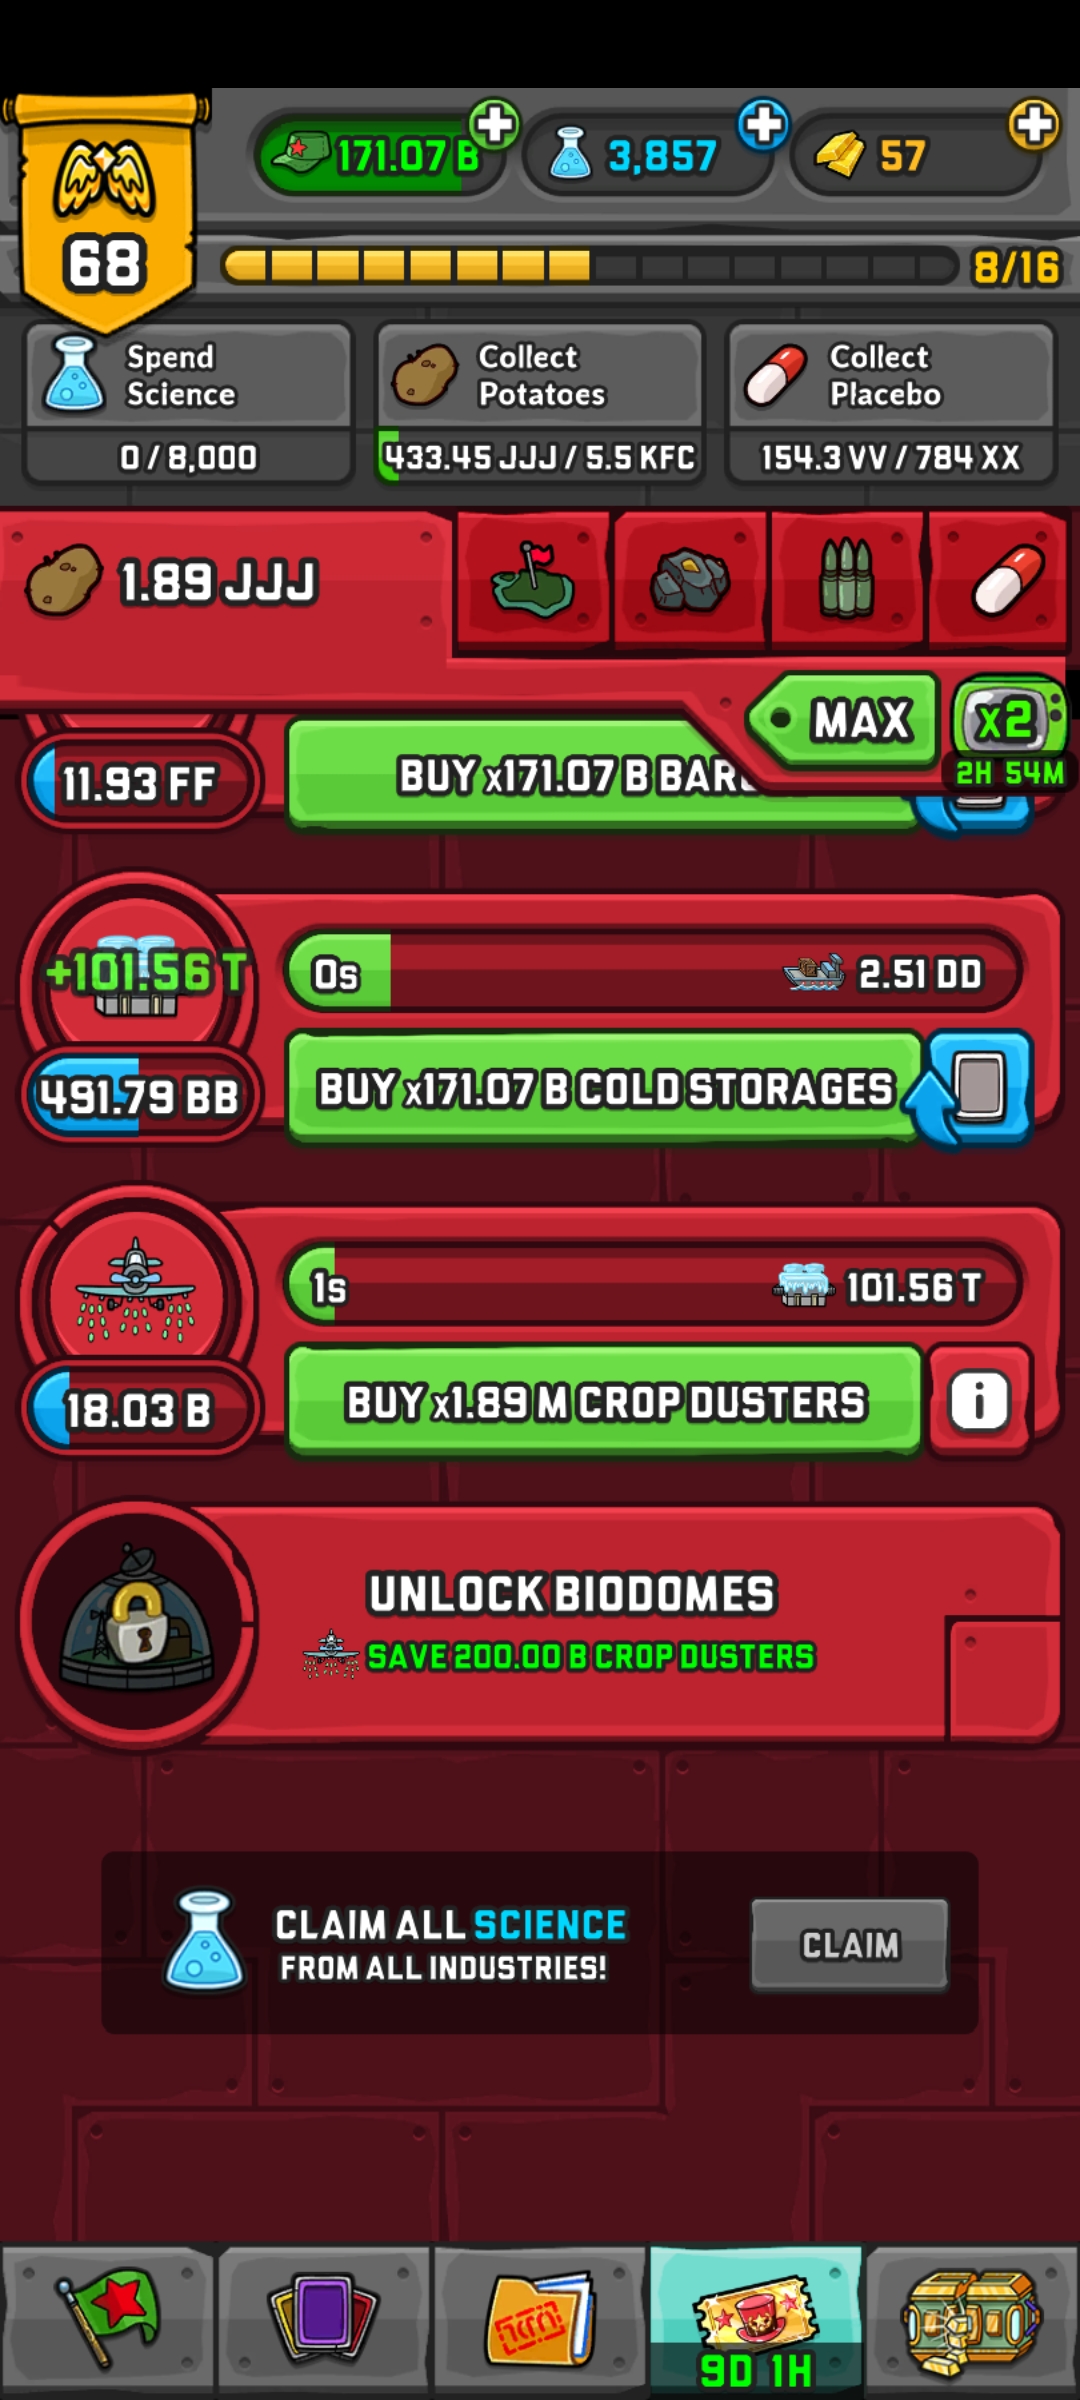 171.07 B
3,857
57
68
8/16
Spend
Science
0 / 8,000
Collect
Potatoes
433.45 JJJ / 5.5 KFC
Collect
Placebo
154.3 VV / 784 XX
1.89 JJJ
MAX
x2
2H 54M
11.93 FF
BUY x171.07 B
+101.56 T
0s
2.51 DD
491.79 BB
BUY x171.07 B COLD STORAGES
1s
101.56 T
18.03 B
BUY x1.89 M CROP DUSTERS
i
UNLOCK BIODOMES
SAVE 200.00 B CROP DUSTERS
CLAIM ALL SCIENCE
FROM ALL INDUSTRIES!
CLAIM
9D 1H